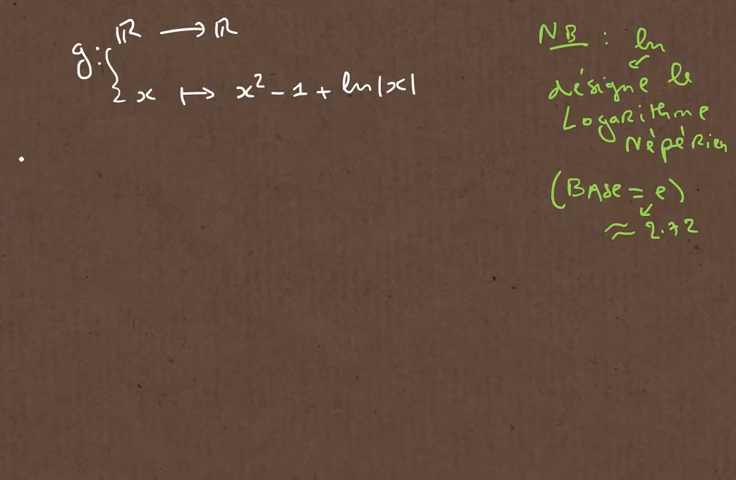 g: { ℝ → ℝ
x ↦ x² - 1 + ln|x|
NB : ln
désigne le
Logarithme
Népérien
(BASE = e)
≈ 2.72